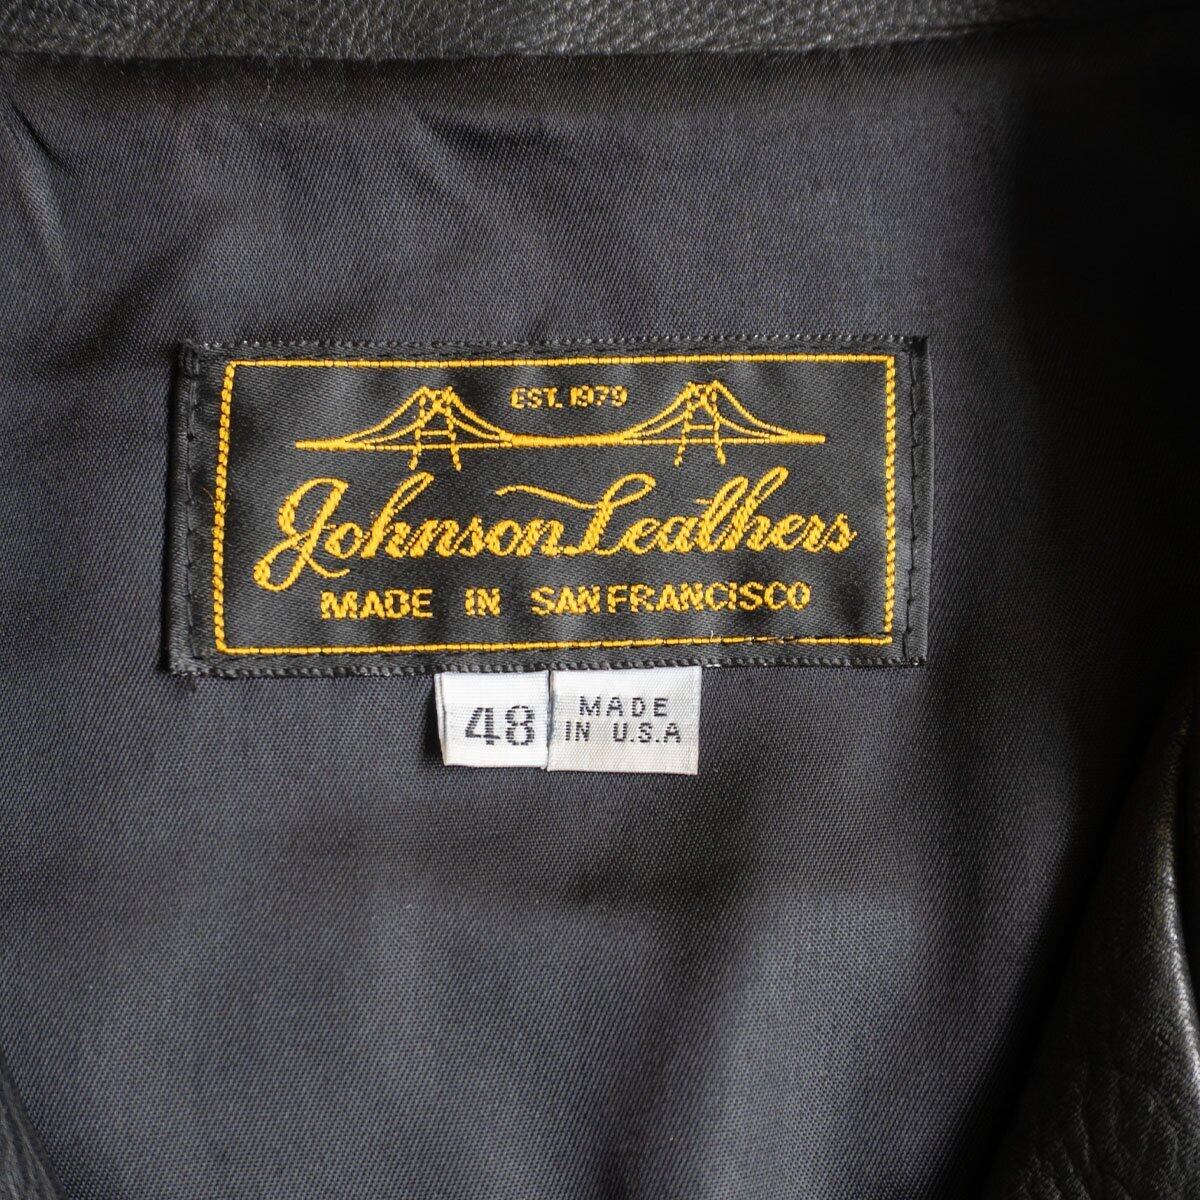 EST. 1979
Johnson Leathers
MADE IN SAN FRANCISCO
48
MADE
IN U.S.A